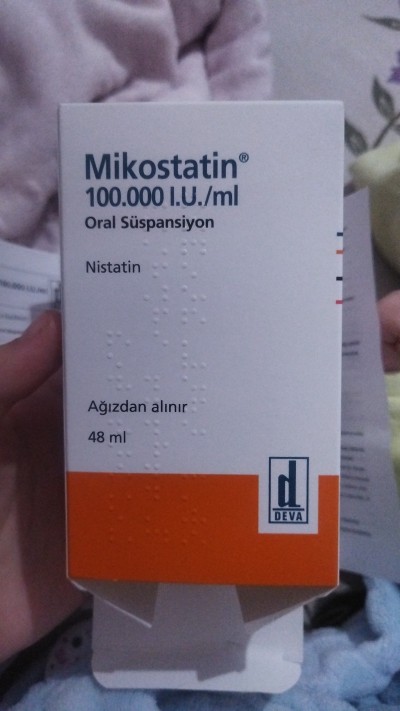 Mikostatin®
100.000 I.U./ml
Oral Süspansiyon
Nistatin
Ağızdan alınır
48 ml
d
DEVA